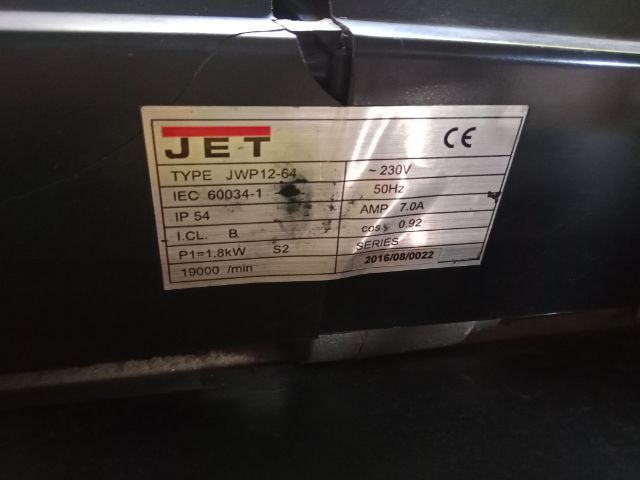 JET
CE
TYPE JWP12-64
~ 230V
IEC 60034-1
50Hz
IP 54
AMP 7.0A
I.CL. B
cos 0.92
P1=1.8kW S2
SERIES
19000 /min
2016/08/0022